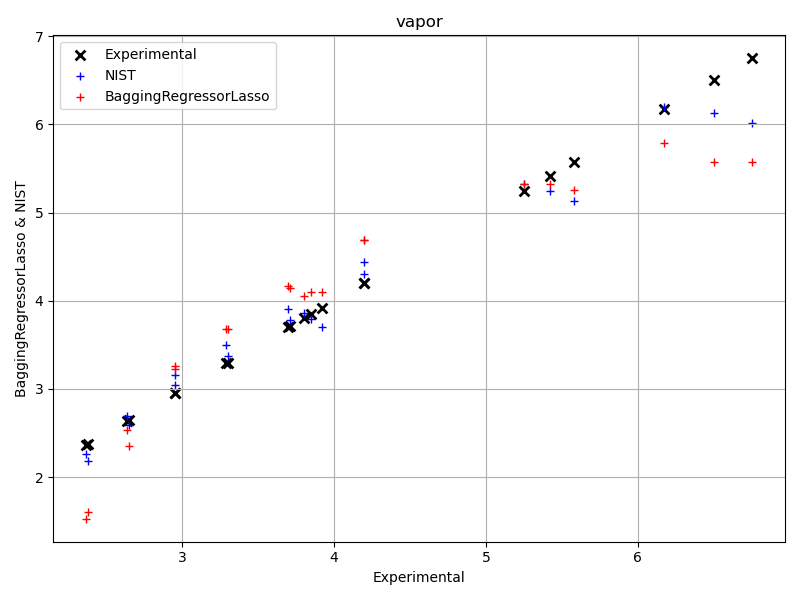 vapor
Experimental
NIST
BaggingRegressorLasso
7
6
5
4
3
2
BaggingRegressorLasso & NIST
3 4 5 6
Experimental